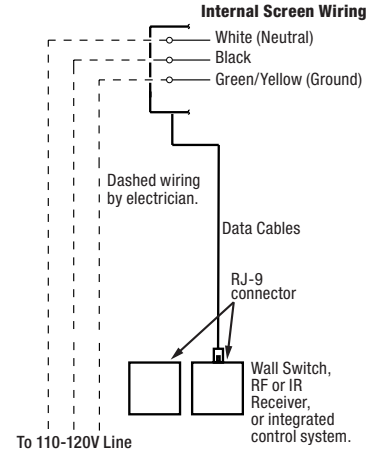 Internal Screen Wiring
White (Neutral)
Black
Green/Yellow (Ground)
Dashed wiring
by electrician.
Data Cables
RJ-9
connector
Wall Switch,
RF or IR
Receiver,
or integrated
control system.
To 110-120V Line